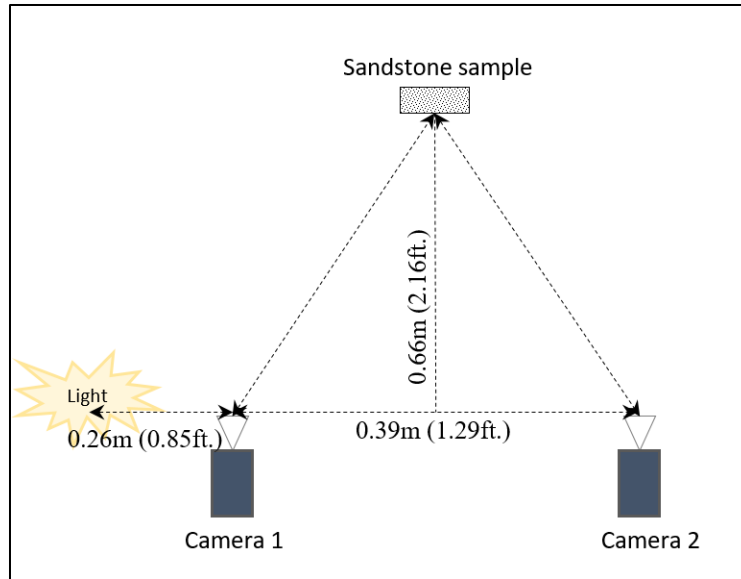 Sandstone sample
0.66m (2.16ft.)
Light
0.26m (0.85ft.)
0.39m (1.29ft.)
Camera 1
Camera 2